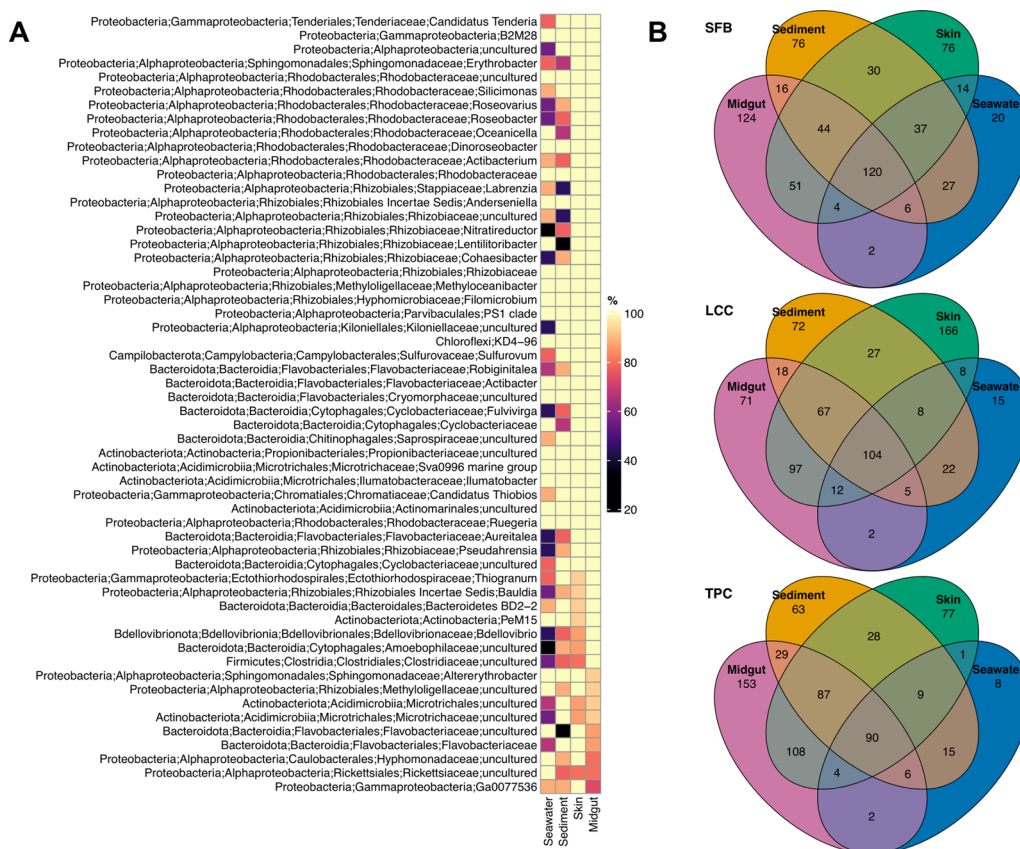 A
Proteobacteria;Gammaproteobacteria;Tenderiales;Tenderiaceae;Candidatus Tenderia
Proteobacteria;Gammaproteobacteria;B2M28
Proteobacteria;Alphaproteobacteria;uncultured
Proteobacteria;Alphaproteobacteria;Sphingomonadales;Sphingomonadaceae;Erythrobacter
Proteobacteria;Alphaproteobacteria;Rhodobacterales;Rhodobacteraceae;uncultured
Proteobacteria;Alphaproteobacteria;Rhodobacterales;Rhodobacteraceae;Silicimonas
Proteobacteria;Alphaproteobacteria;Rhodobacterales;Rhodobacteraceae;Roseovarius
Proteobacteria;Alphaproteobacteria;Rhodobacterales;Rhodobacteraceae;Roseobacter
Proteobacteria;Alphaproteobacteria;Rhodobacterales;Rhodobacteraceae;Oceanicella
Proteobacteria;Alphaproteobacteria;Rhodobacterales;Rhodobacteraceae;Dinoroseobacter
Proteobacteria;Alphaproteobacteria;Rhodobacterales;Rhodobacteraceae;Actibacterium
Proteobacteria;Alphaproteobacteria;Rhodobacterales;Rhodobacteraceae
Proteobacteria;Alphaproteobacteria;Rhizobiales;Stappiaceae;Labrenzia
Proteobacteria;Alphaproteobacteria;Rhizobiales;Rhizobiales Incertae Sedis;Anderseniella
Proteobacteria;Alphaproteobacteria;Rhizobiales;Rhizobiaceae;uncultured
Proteobacteria;Alphaproteobacteria;Rhizobiales;Rhizobiaceae;Nitratireductor
Proteobacteria;Alphaproteobacteria;Rhizobiales;Rhizobiaceae;Lentilitoribacter
Proteobacteria;Alphaproteobacteria;Rhizobiales;Rhizobiaceae;Cohaesibacter
Proteobacteria;Alphaproteobacteria;Rhizobiales;Rhizobiaceae
Proteobacteria;Alphaproteobacteria;Rhizobiales;Methyloligellaceae;Methyloceanibacter
Proteobacteria;Alphaproteobacteria;Rhizobiales;Hyphomicrobiaceae;Filomicrobium
Proteobacteria;Alphaproteobacteria;Parvibaculales;PS1 clade
Proteobacteria;Alphaproteobacteria;Kiloniellales;Kiloniellaceae;uncultured
Chloroflexi;KD4-96
Campilobacterota;Campylobacteria;Campylobacterales;Sulfurovaceae;Sulfurovum
Bacteroidota;Bacteroidia;Flavobacteriales;Flavobacteriaceae;Robiginitalea
Bacteroidota;Bacteroidia;Flavobacteriales;Flavobacteriaceae;Actibacter
Bacteroidota;Bacteroidia;Flavobacteriales;Cryomorphaceae;uncultured
Bacteroidota;Bacteroidia;Cytophagales;Cyclobacteriaceae;Fulvivirga
Bacteroidota;Bacteroidia;Cytophagales;Cyclobacteriaceae
Bacteroidota;Bacteroidia;Chitinophagales;Saprospiraceae;uncultured
Actinobacteriota;Actinobacteria;Propionibacteriales;Propionibacteriaceae;uncultured
Actinobacteriota;Acidimicrobiia;Microtrichales;Microtrichaceae;Sva0996 marine group
Actinobacteriota;Acidimicrobiia;Microtrichales;Ilumatobacteraceae;Ilumatobacter
Proteobacteria;Gammaproteobacteria;Chromatiales;Chromatiaceae;Candidatus Thiobios
Actinobacteriota;Acidimicrobiia;Actinomarinales;uncultured
Proteobacteria;Alphaproteobacteria;Rhodobacterales;Rhodobacteraceae;Ruegeria
Bacteroidota;Bacteroidia;Flavobacteriales;Flavobacteriaceae;Aureitalea
Proteobacteria;Alphaproteobacteria;Rhizobiales;Rhizobiaceae;Pseudahrensia
Bacteroidota;Bacteroidia;Cytophagales;Cyclobacteriaceae;uncultured
Proteobacteria;Gammaproteobacteria;Ectothiorhodospirales;Ectothiorhodospiraceae;Thiogranum
Proteobacteria;Alphaproteobacteria;Rhizobiales;Rhizobiales Incertae Sedis;Bauldia
Bacteroidota;Bacteroidia;Bacteroidales;Bacteroidetes BD2-2
Actinobacteriota;Actinobacteria;PeM15
Bdellovibrionota;Bdellovibrionia;Bdellovibrionales;Bdellovibrionaceae;Bdellovibrio
Bacteroidota;Bacteroidia;Cytophagales;Amoebophilaceae;uncultured
Firmicutes;Clostridia;Clostridiales;Clostridiaceae;uncultured
Proteobacteria;Alphaproteobacteria;Sphingomonadales;Sphingomonadaceae;Altererythrobacter
Proteobacteria;Alphaproteobacteria;Rhizobiales;Methyloligellaceae;uncultured
Actinobacteriota;Acidimicrobiia;Microtrichales;uncultured
Actinobacteriota;Acidimicrobiia;Microtrichales;Microtrichaceae;uncultured
Bacteroidota;Bacteroidia;Flavobacteriales;Flavobacteriaceae;uncultured
Bacteroidota;Bacteroidia;Flavobacteriales;Flavobacteriaceae
Proteobacteria;Alphaproteobacteria;Caulobacterales;Hyphomonadaceae;uncultured
Proteobacteria;Alphaproteobacteria;Rickettsiales;Rickettsiaceae;uncultured
Proteobacteria;Gammaproteobacteria;Ga0077536
Seawater
Sediment
Skin
Midgut
%
100
80
60
40
20
B
SFB
Sediment
76
Skin
76
Midgut
124
Seawater
20
30
16
14
44
37
120
51
27
4
6
2
LCC
Sediment
72
Skin
166
Midgut
71
Seawater
15
27
18
8
67
8
104
97
22
12
5
2
TPC
Sediment
63
Skin
77
Midgut
153
Seawater
8
28
29
1
87
9
90
108
15
4
6
2